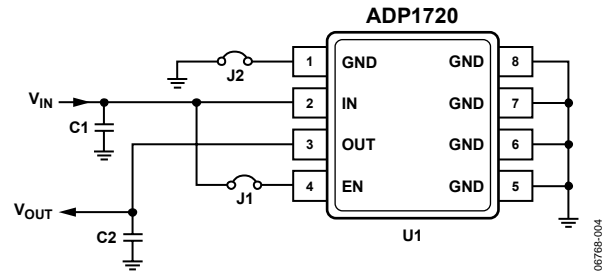 ADP1720
1 GND GND 8
J2
V_IN 2 IN GND 7
C1
3 OUT GND 6
4 EN GND 5
J1
V_OUT
C2
U1
06768-004